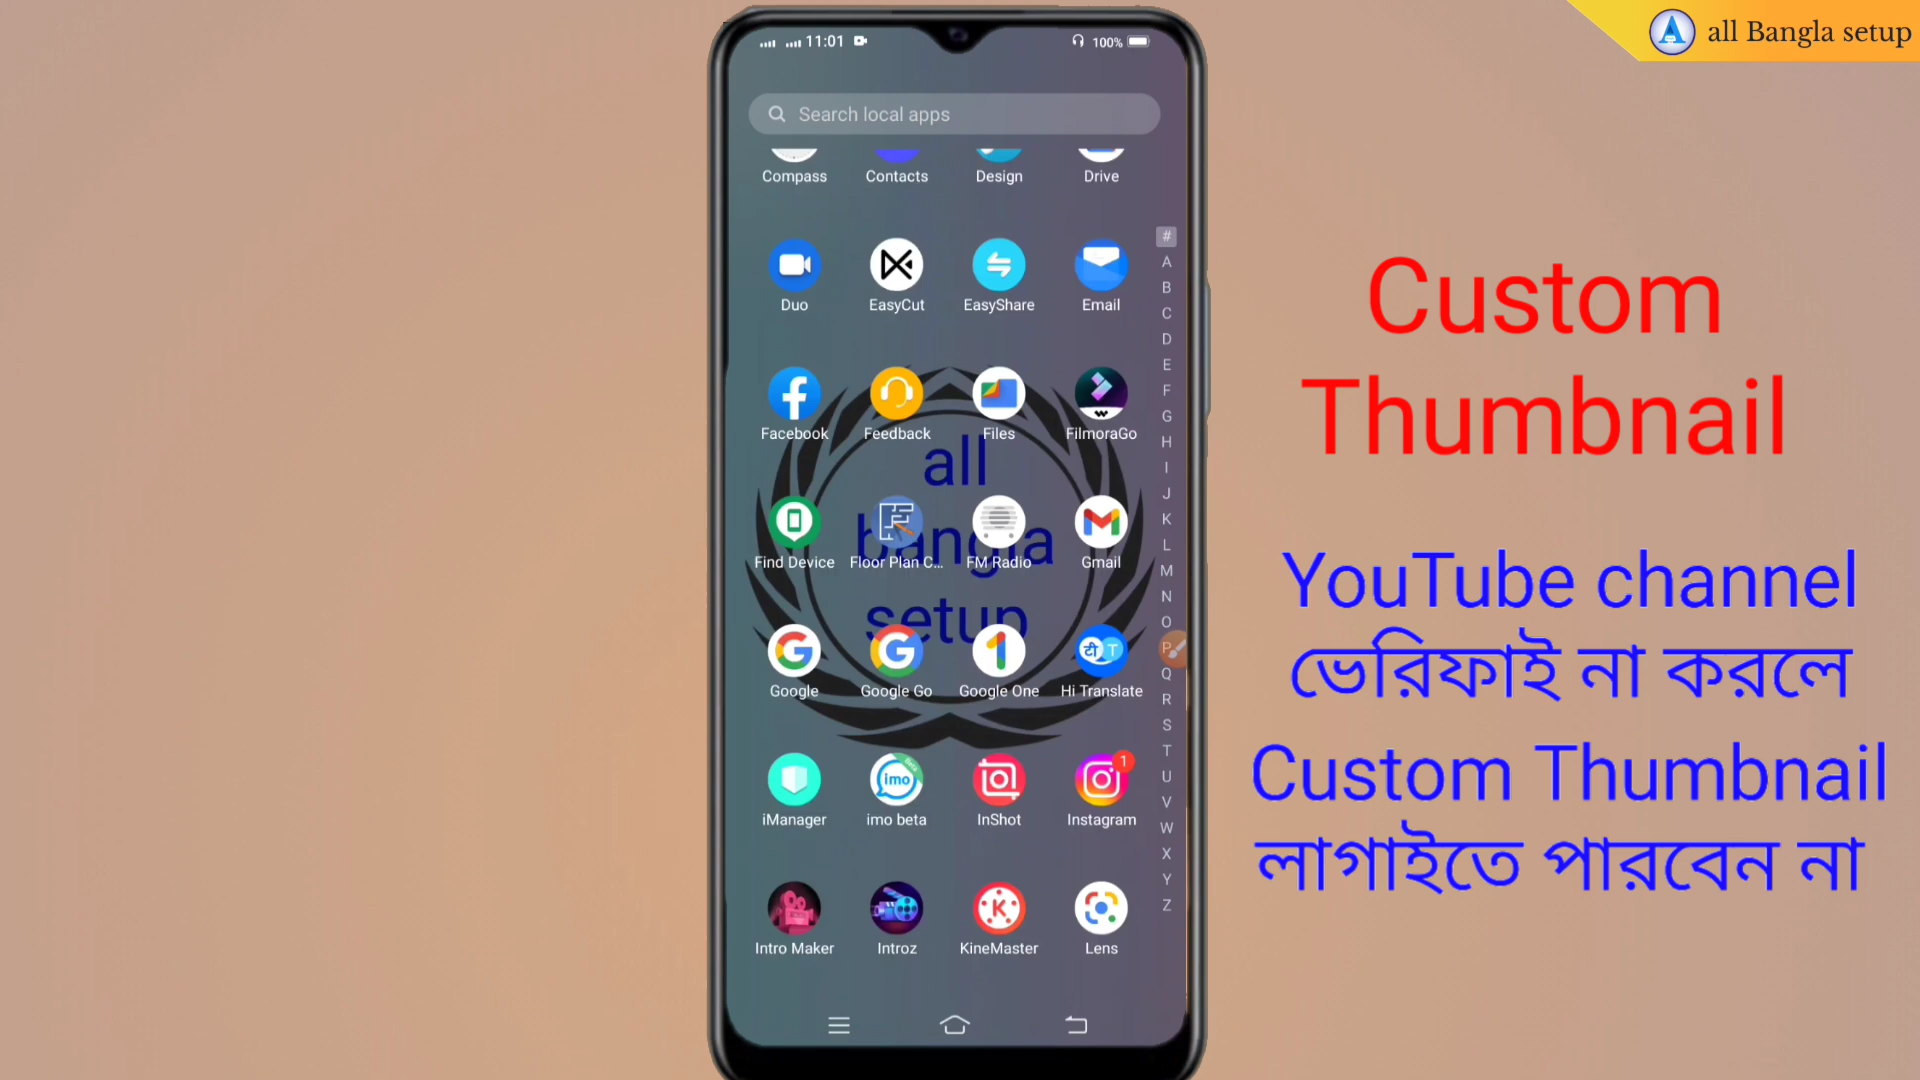 all Bangla setup
11:01
100%
Search local apps
Compass Contacts Design Drive
#
A
B
C
D
E
F
G
H
I
J
K
L
M
N
O
P
Q
R
S
T
U
V
W
X
Y
Z
Duo EasyCut EasyShare Email
Facebook Feedback Files FilmoraGo
all
bangla
setup
Find Device Floor Plan C... FM Radio Gmail
Google Google Go Google One Hi Translate
टी T
imo
Beta
1
iManager imo beta InShot Instagram
Intro Maker Introz KineMaster Lens
Custom
Thumbnail
YouTube channel
ভেরিফাই না করলে
Custom Thumbnail
লাগাইতে পারবেন না